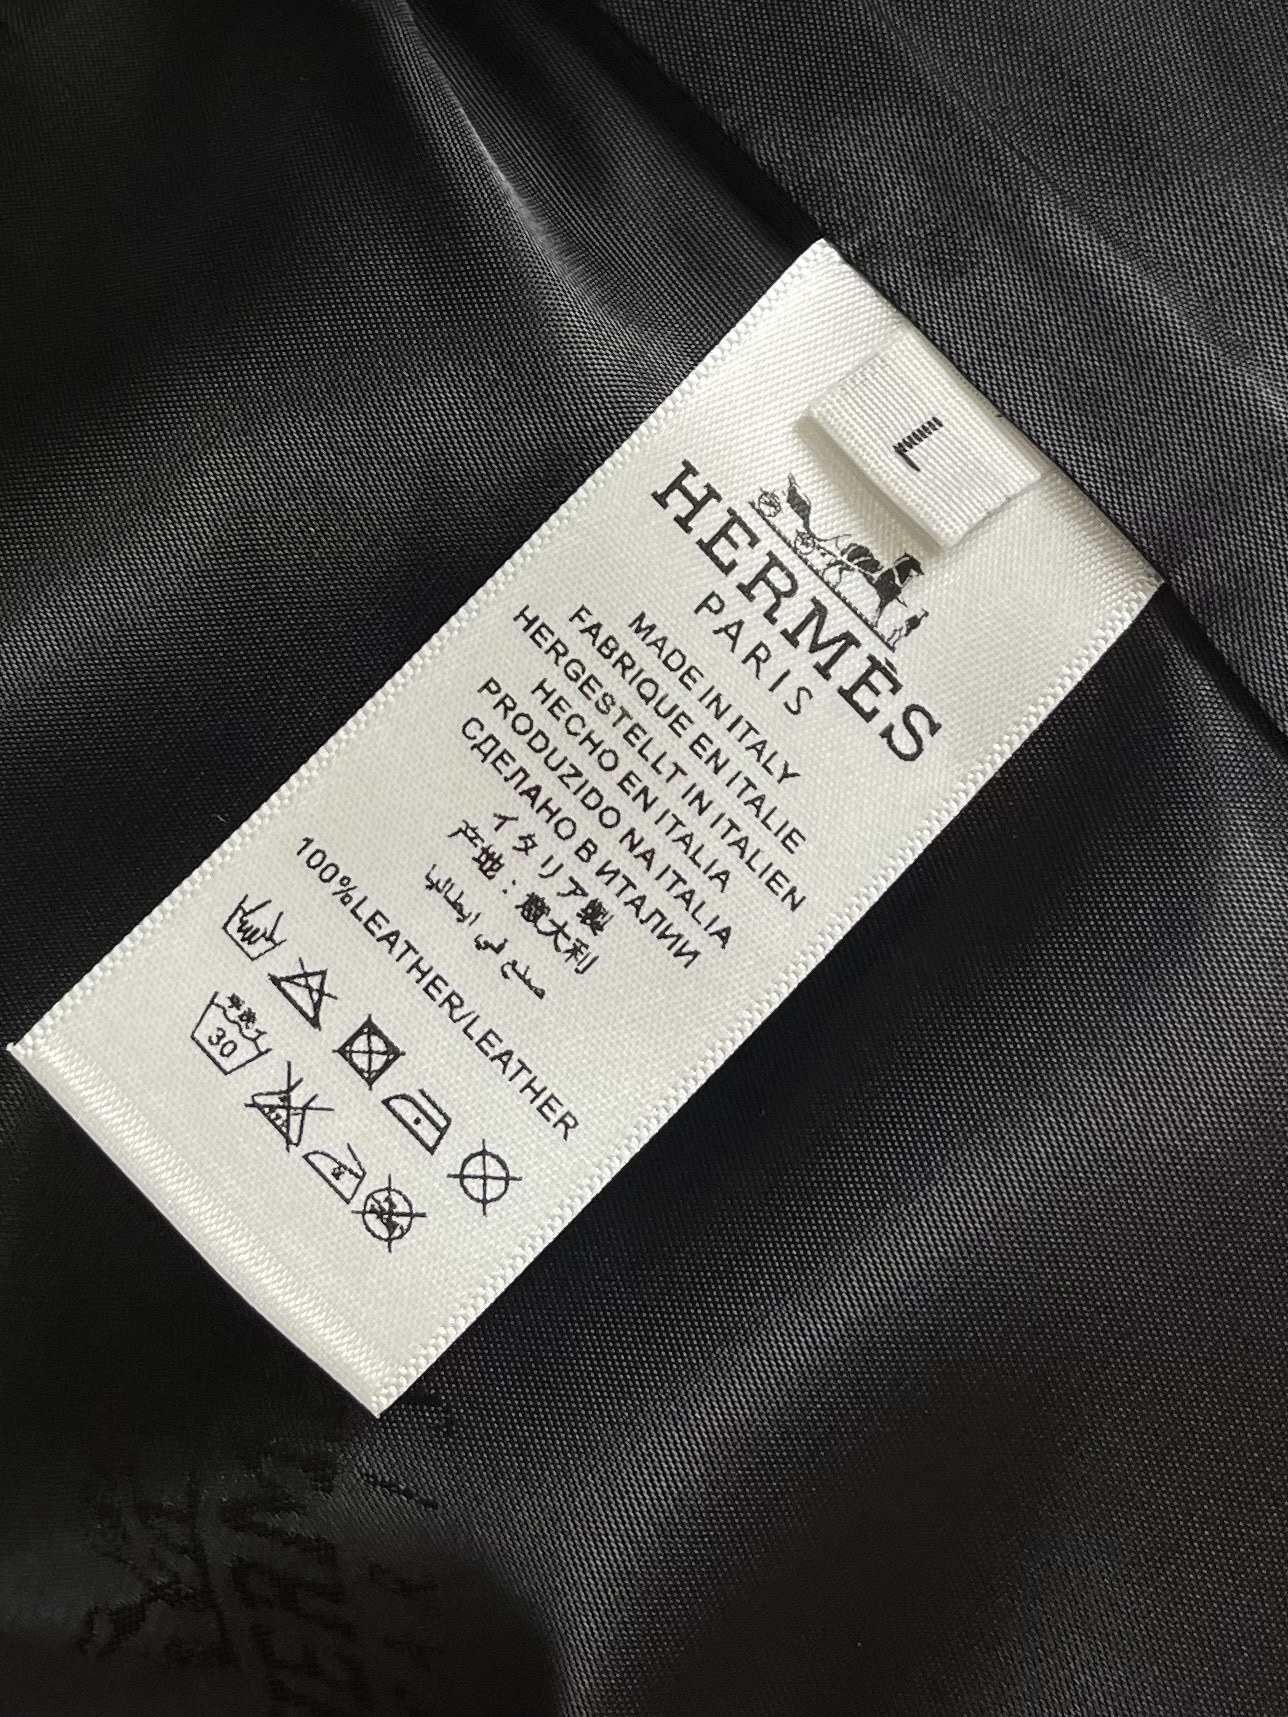 L
HERMÈS
PARIS
MADE IN ITALY
FABRIQUE EN ITALIE
HERGESTELLT IN ITALIEN
HECHO EN ITALIA
PRODUZIDO NA ITALIA
СДЕЛАНО В ИТАЛИИ
イタリア製
产地：意大利
صنع في ايطاليا
100%LEATHER/LEATHER
30